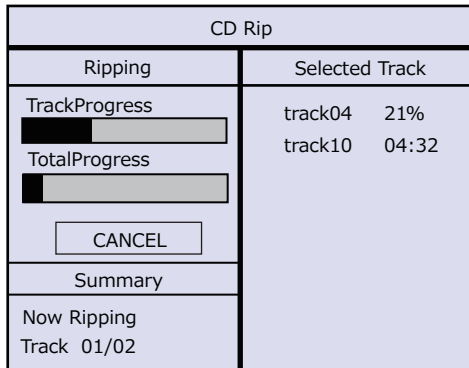 CD Rip
Ripping
TrackProgress
TotalProgress
CANCEL
Summary
Now Ripping
Track 01/02
Selected Track
track04 21%
track10 04:32